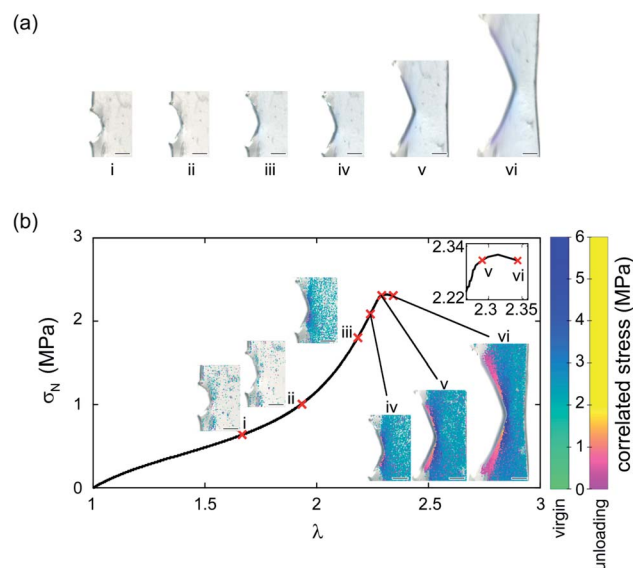 (a)
i
ii
iii
iv
v
vi
(b)
3
2
1
0
σN (MPa)
1
1.5
2
2.5
3
λ
i
ii
iii
iv
v
vi
2.34
2.22
2.3
2.35
v
vi
6
5
4
3
2
1
0
correlated stress (MPa)
virgin
unloading